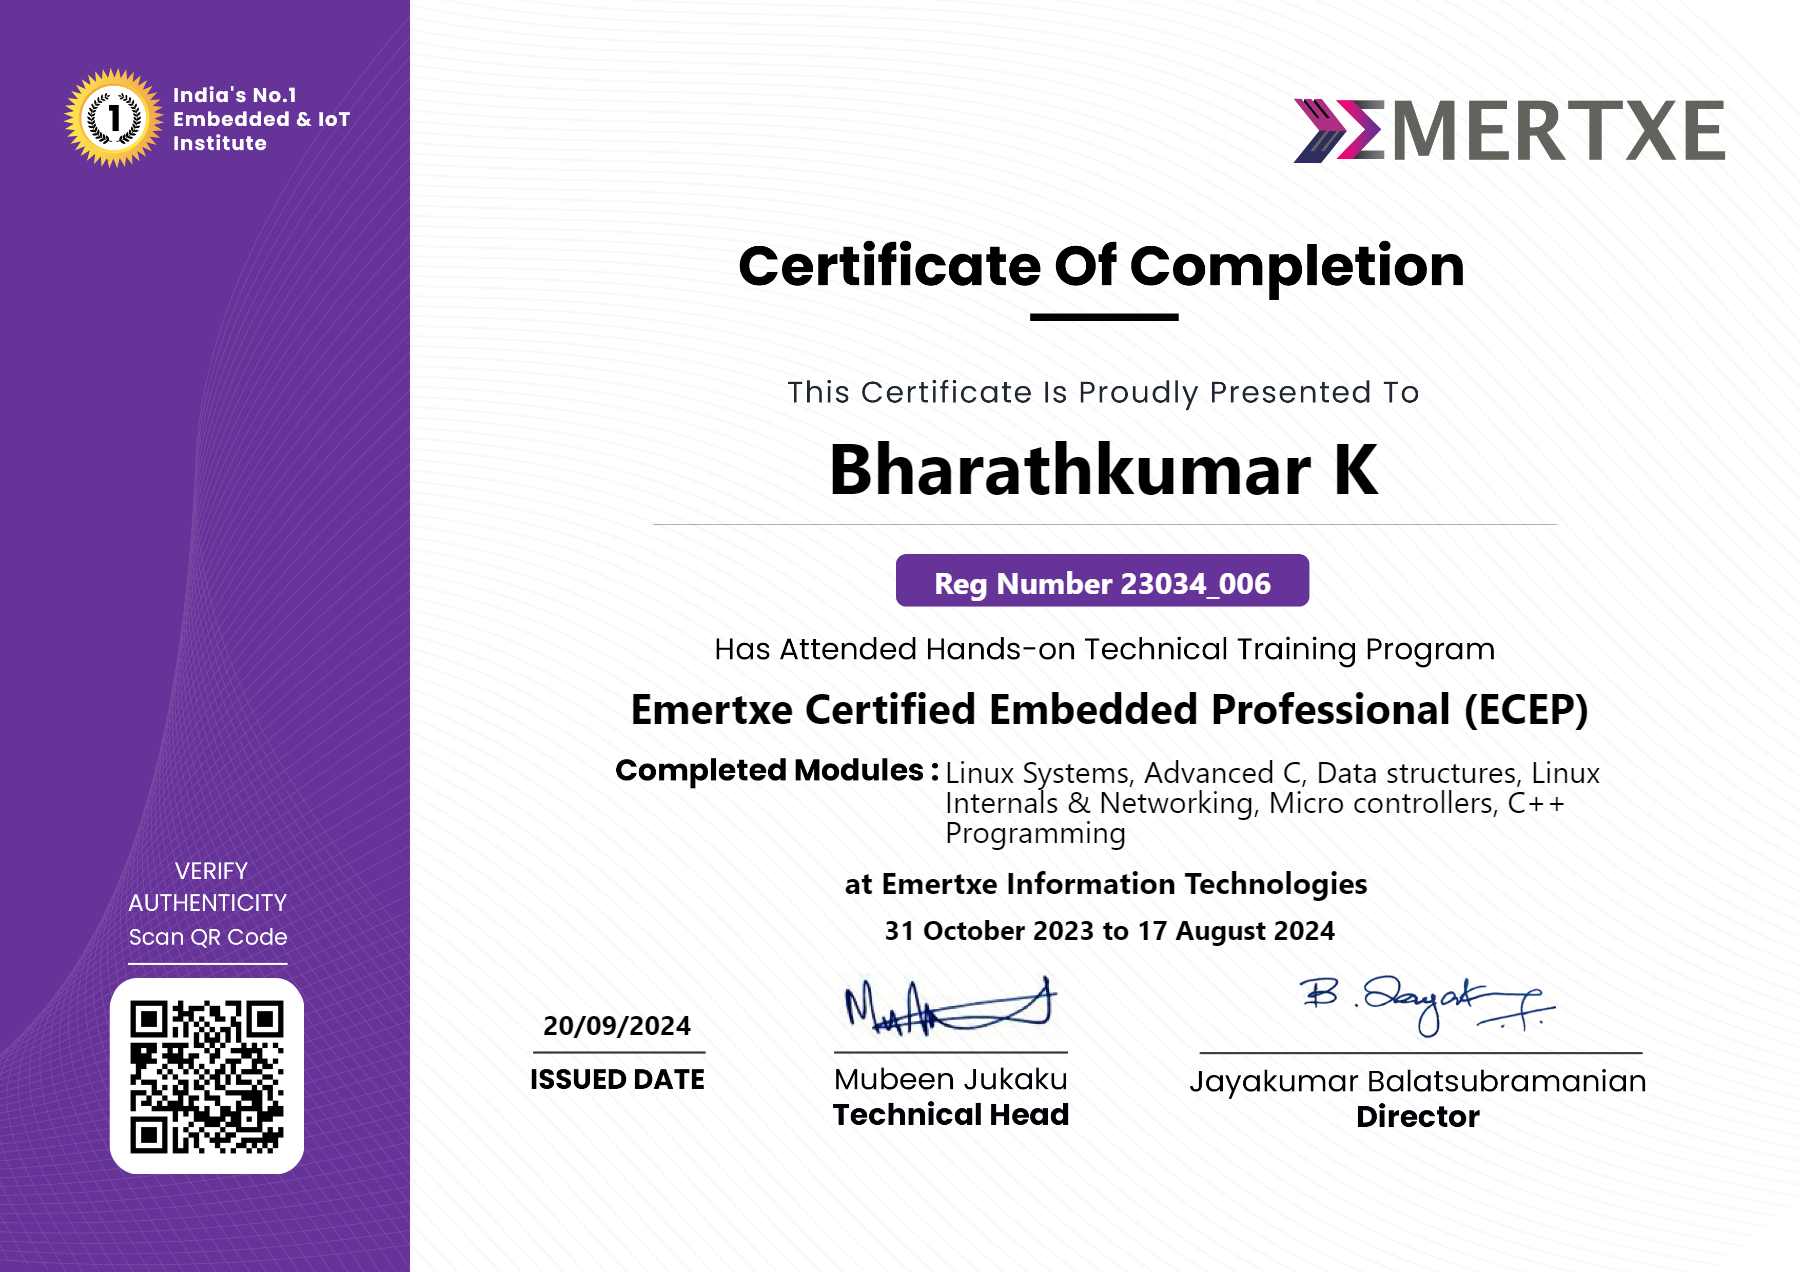 1
India's No.1
Embedded & IoT
Institute
EMERTXE
Certificate Of Completion
This Certificate Is Proudly Presented To
Bharathkumar K
Reg Number 23034_006
Has Attended Hands-on Technical Training Program
Emertxe Certified Embedded Professional (ECEP)
Completed Modules : Linux Systems, Advanced C, Data structures, Linux
Internals & Networking, Micro controllers, C++
Programming
at Emertxe Information Technologies
31 October 2023 to 17 August 2024
VERIFY
AUTHENTICITY
Scan QR Code
20/09/2024
ISSUED DATE
Mubeen Jukaku
Technical Head
B. Jayak
Jayakumar Balatsubramanian
Director